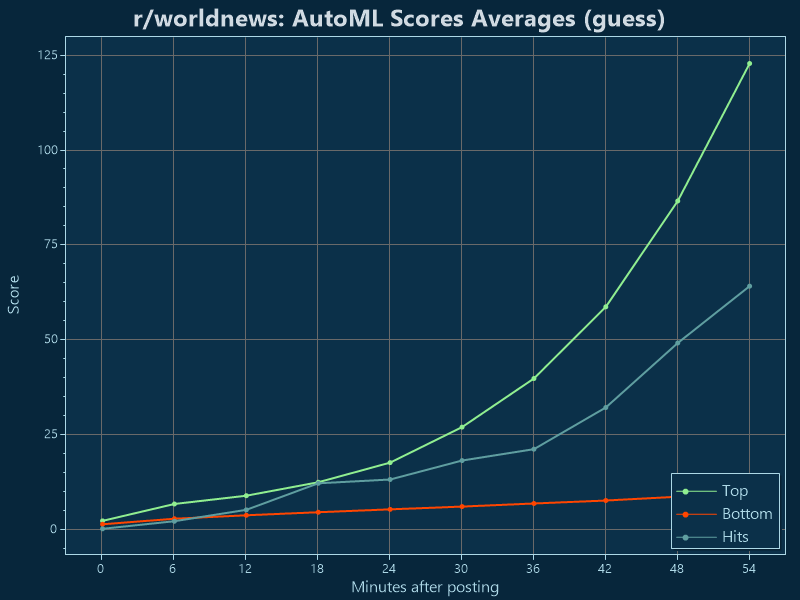 r/worldnews: AutoML Scores Averages (guess)
125
100
75
50
25
0
Score
0 6 12 18 24 30 36 42 48 54
Minutes after posting
Top
Bottom
Hits